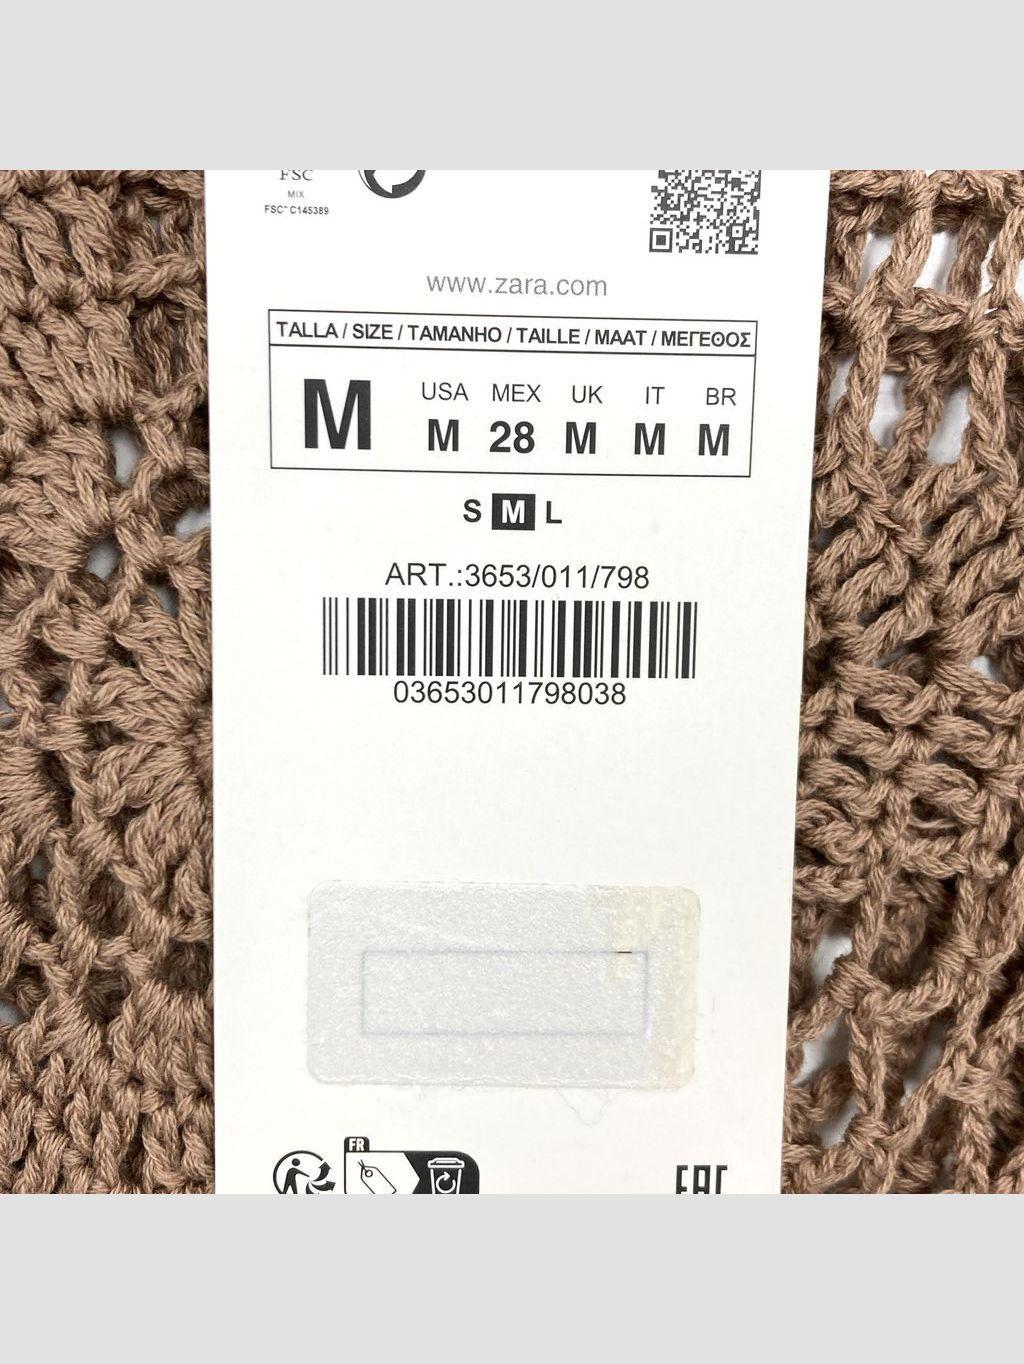 FSC
MIX
FSC™ C145389
www.zara.com
TALLA / SIZE / TAMANHO / TAILLE / MAAT / ΜΕΓΕΘΟΣ
M
USA MEX UK IT BR
M 28 M M M
S M L
ART.:3653/011/798
03653011798038
FR
EAC